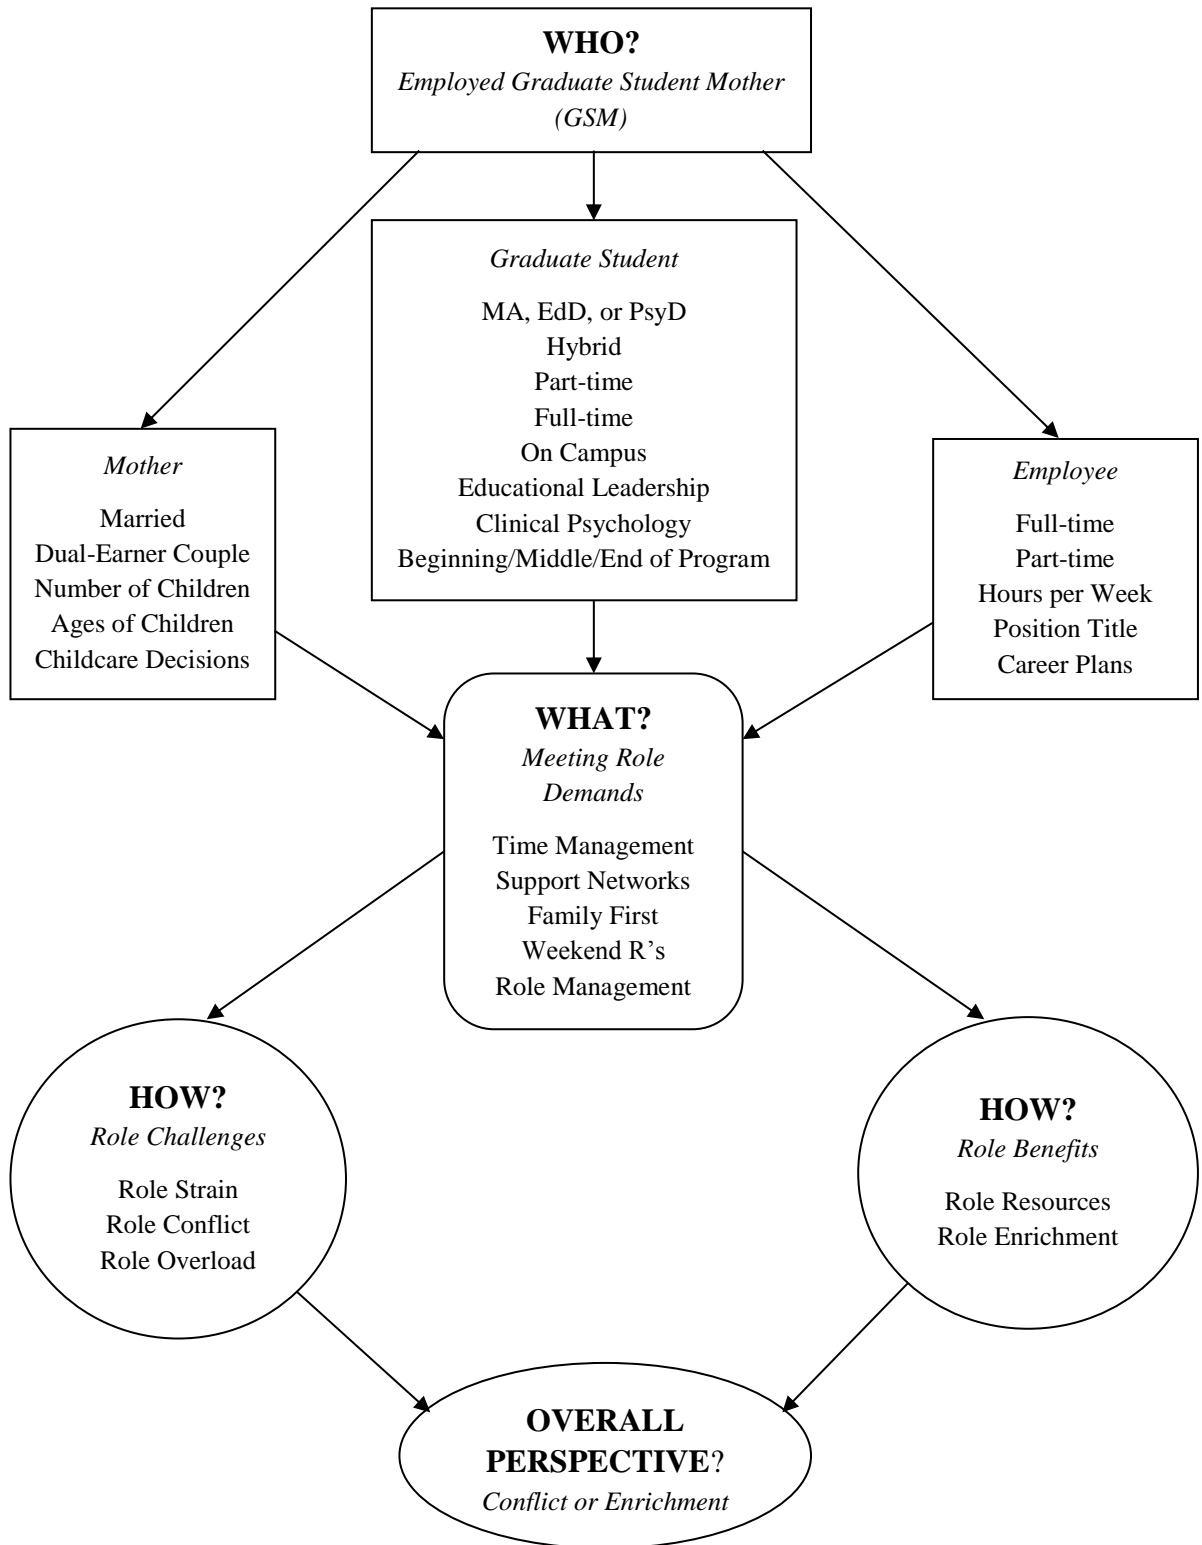 WHO?
Employed Graduate Student Mother
(GSM)
Graduate Student
MA, EdD, or PsyD
Hybrid
Part-time
Full-time
On Campus
Educational Leadership
Clinical Psychology
Beginning/Middle/End of Program
Mother
Married
Dual-Earner Couple
Number of Children
Ages of Children
Childcare Decisions
Employee
Full-time
Part-time
Hours per Week
Position Title
Career Plans
WHAT?
Meeting Role
Demands
Time Management
Support Networks
Family First
Weekend R’s
Role Management
HOW?
Role Challenges
Role Strain
Role Conflict
Role Overload
HOW?
Role Benefits
Role Resources
Role Enrichment
OVERALL
PERSPECTIVE?
Conflict or Enrichment